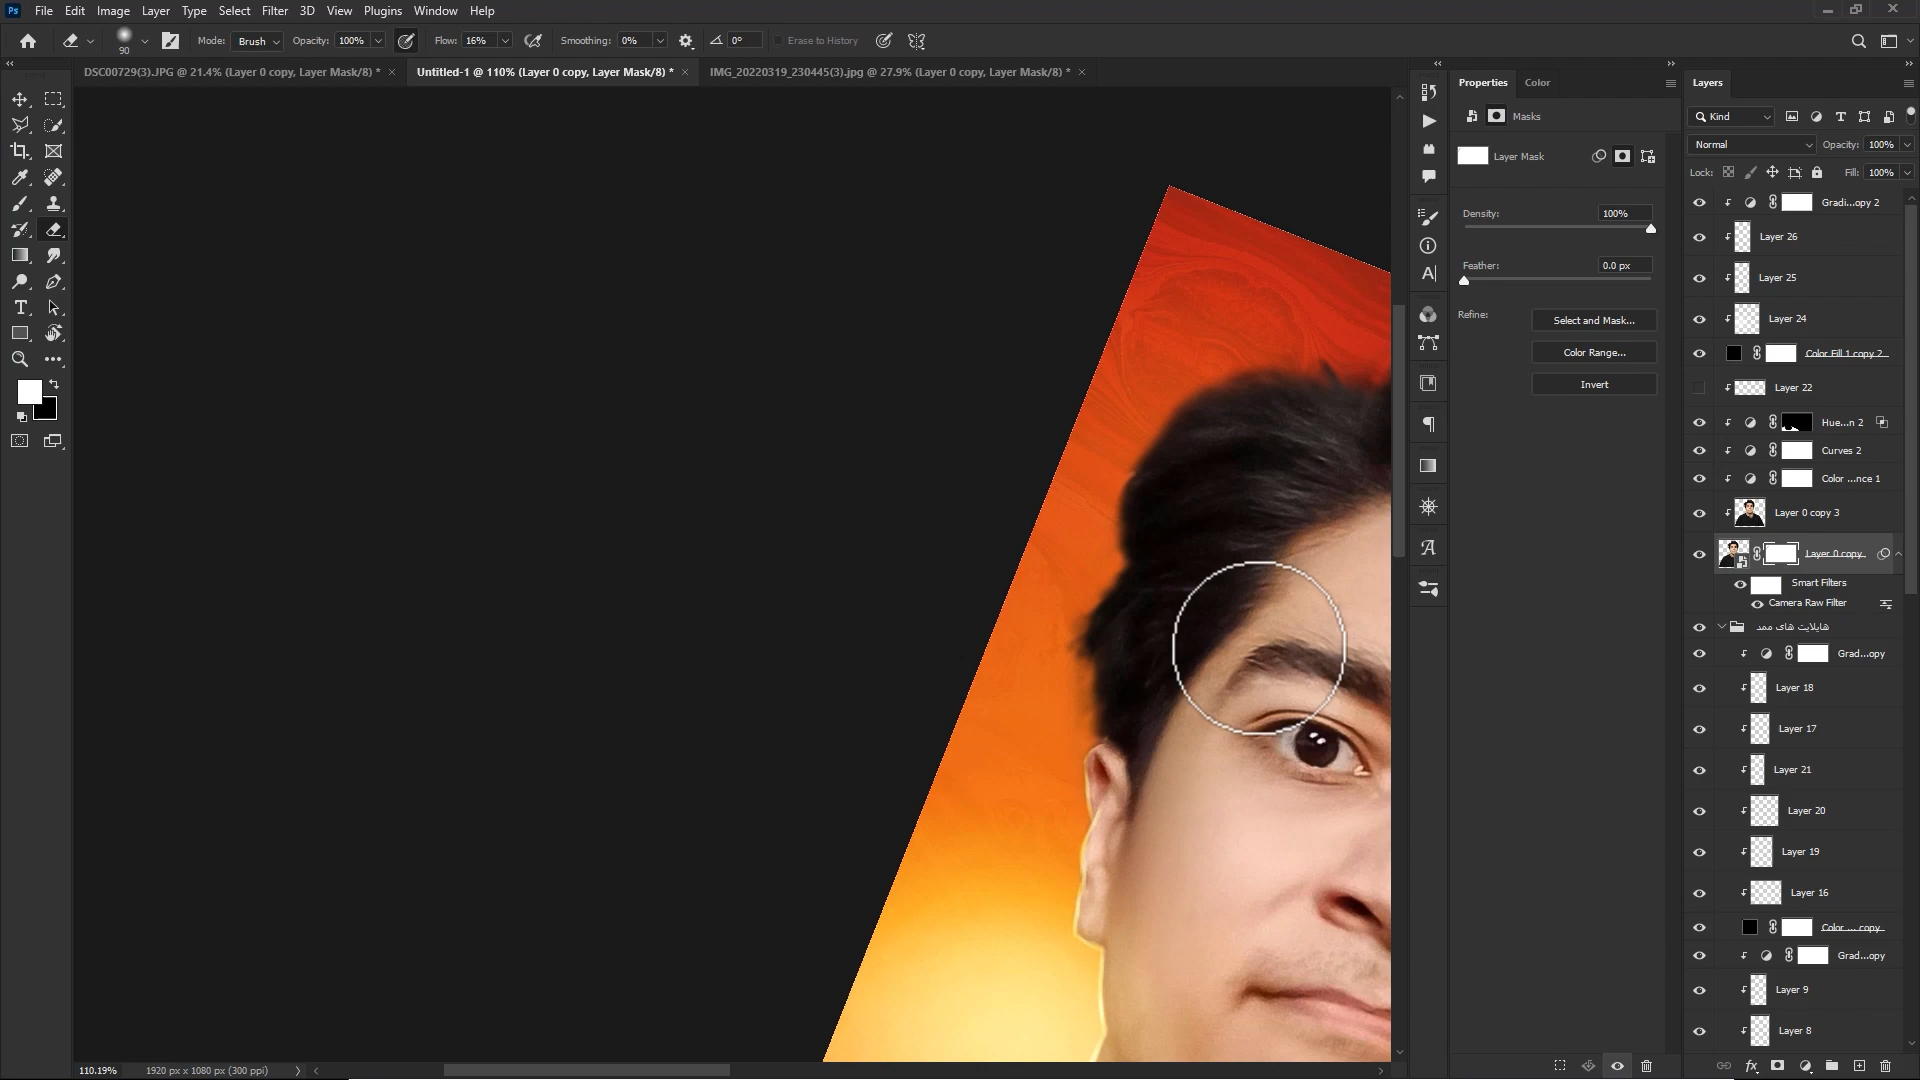 Ps File Edit Image Layer Type Select Filter 3D View Plugins Window Help
90 Mode: Brush Opacity: 100% Flow: 16% Smoothing: 0% 0° Erase to History
DSC00729(3).JPG @ 21.4% (Layer 0 copy, Layer Mask/8) * Untitled-1 @ 110% (Layer 0 copy, Layer Mask/8) * IMG_20220319_230445(3).jpg @ 27.9% (Layer 0 copy, Layer Mask/8) *
Properties Color
Masks
Layer Mask
Density: 100%
Feather: 0.0 px
Refine: Select and Mask...
Color Range...
Invert
Layers
Kind
Normal Opacity: 100%
Lock: Fill: 100%
Gradi...opy 2
Layer 26
Layer 25
Layer 24
Color Fill 1 copy 2
Layer 22
Hue...n 2
Curves 2
Color ...nce 1
Layer 0 copy 3
Layer 0 copy
Smart Filters
Camera Raw Filter
هایلایت های ممد
Grad...opy
Layer 18
Layer 17
Layer 21
Layer 20
Layer 19
Layer 16
Color ... copy
Grad...opy
Layer 9
Layer 8
110.19% 1920 px x 1080 px (300 ppi)